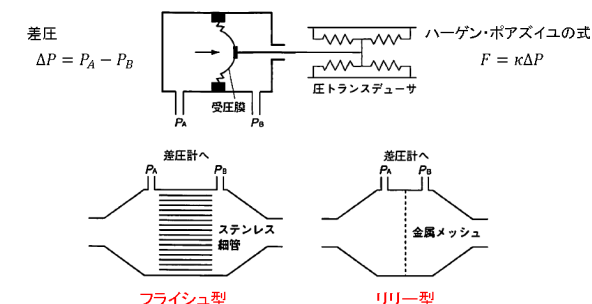 差圧
ΔP = P_A − P_B
ハーゲン・ポアズイユの式
F = κΔP
受圧膜
圧トランスデューサ
P_A
P_B
差圧計へ
P_A
P_B
ステンレス
細管
フライシュ型
差圧計へ
P_A
P_B
金属メッシュ
リリー型